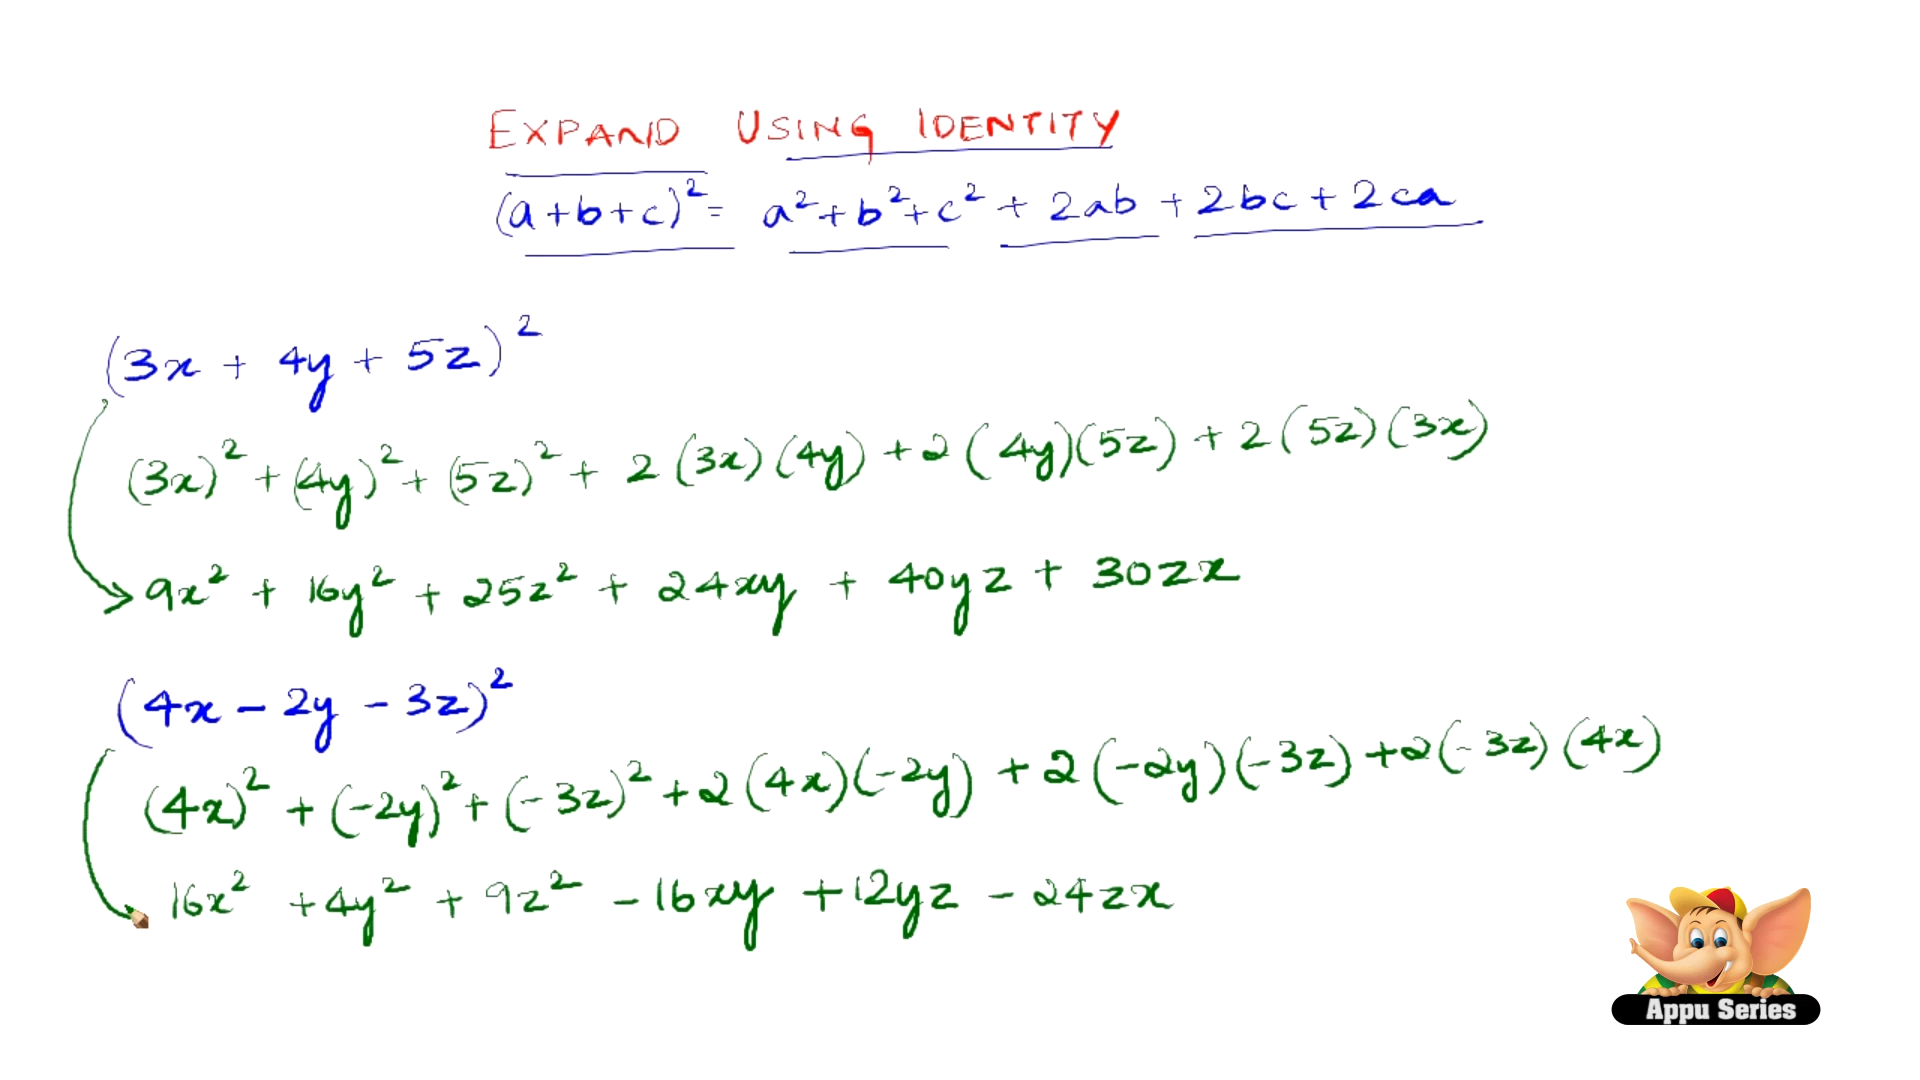 EXPAND USING IDENTITY
(a+b+c)² = a²+b²+c² + 2ab + 2bc + 2ca
(3x + 4y + 5z)²
(3x)² + (4y)² + (5z)² + 2(3x)(4y) + 2(4y)(5z) + 2(5z)(3x)
9x² + 16y² + 25z² + 24xy + 40yz + 30zx
(4x - 2y - 3z)²
(4x)² + (-2y)² + (-3z)² + 2(4x)(-2y) + 2(-2y)(-3z) + 2(-3z)(4x)
16x² + 4y² + 9z² - 16xy + 12yz - 24zx
Appu Series